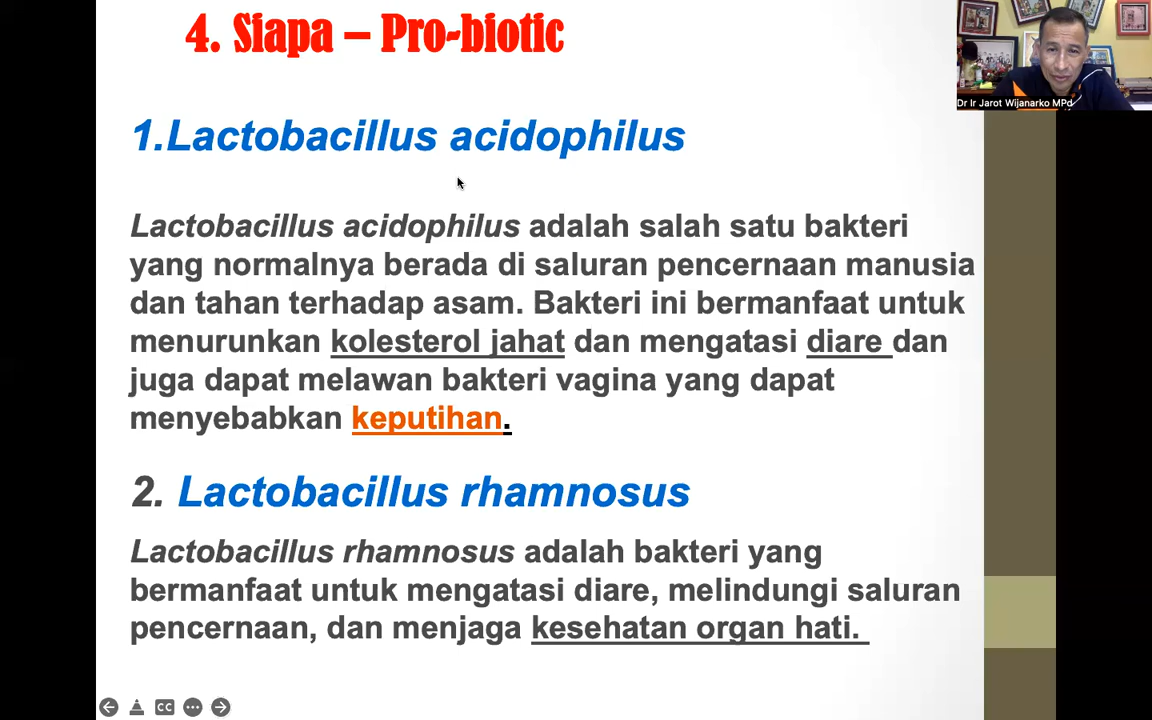 4. Siapa – Pro-biotic
Dr Ir Jarot Wijanarko MPd
1.Lactobacillus acidophilus
Lactobacillus acidophilus adalah salah satu bakteri
yang normalnya berada di saluran pencernaan manusia
dan tahan terhadap asam. Bakteri ini bermanfaat untuk
menurunkan kolesterol jahat dan mengatasi diare dan
juga dapat melawan bakteri vagina yang dapat
menyebabkan keputihan.
2. Lactobacillus rhamnosus
Lactobacillus rhamnosus adalah bakteri yang
bermanfaat untuk mengatasi diare, melindungi saluran
pencernaan, dan menjaga kesehatan organ hati.
CC